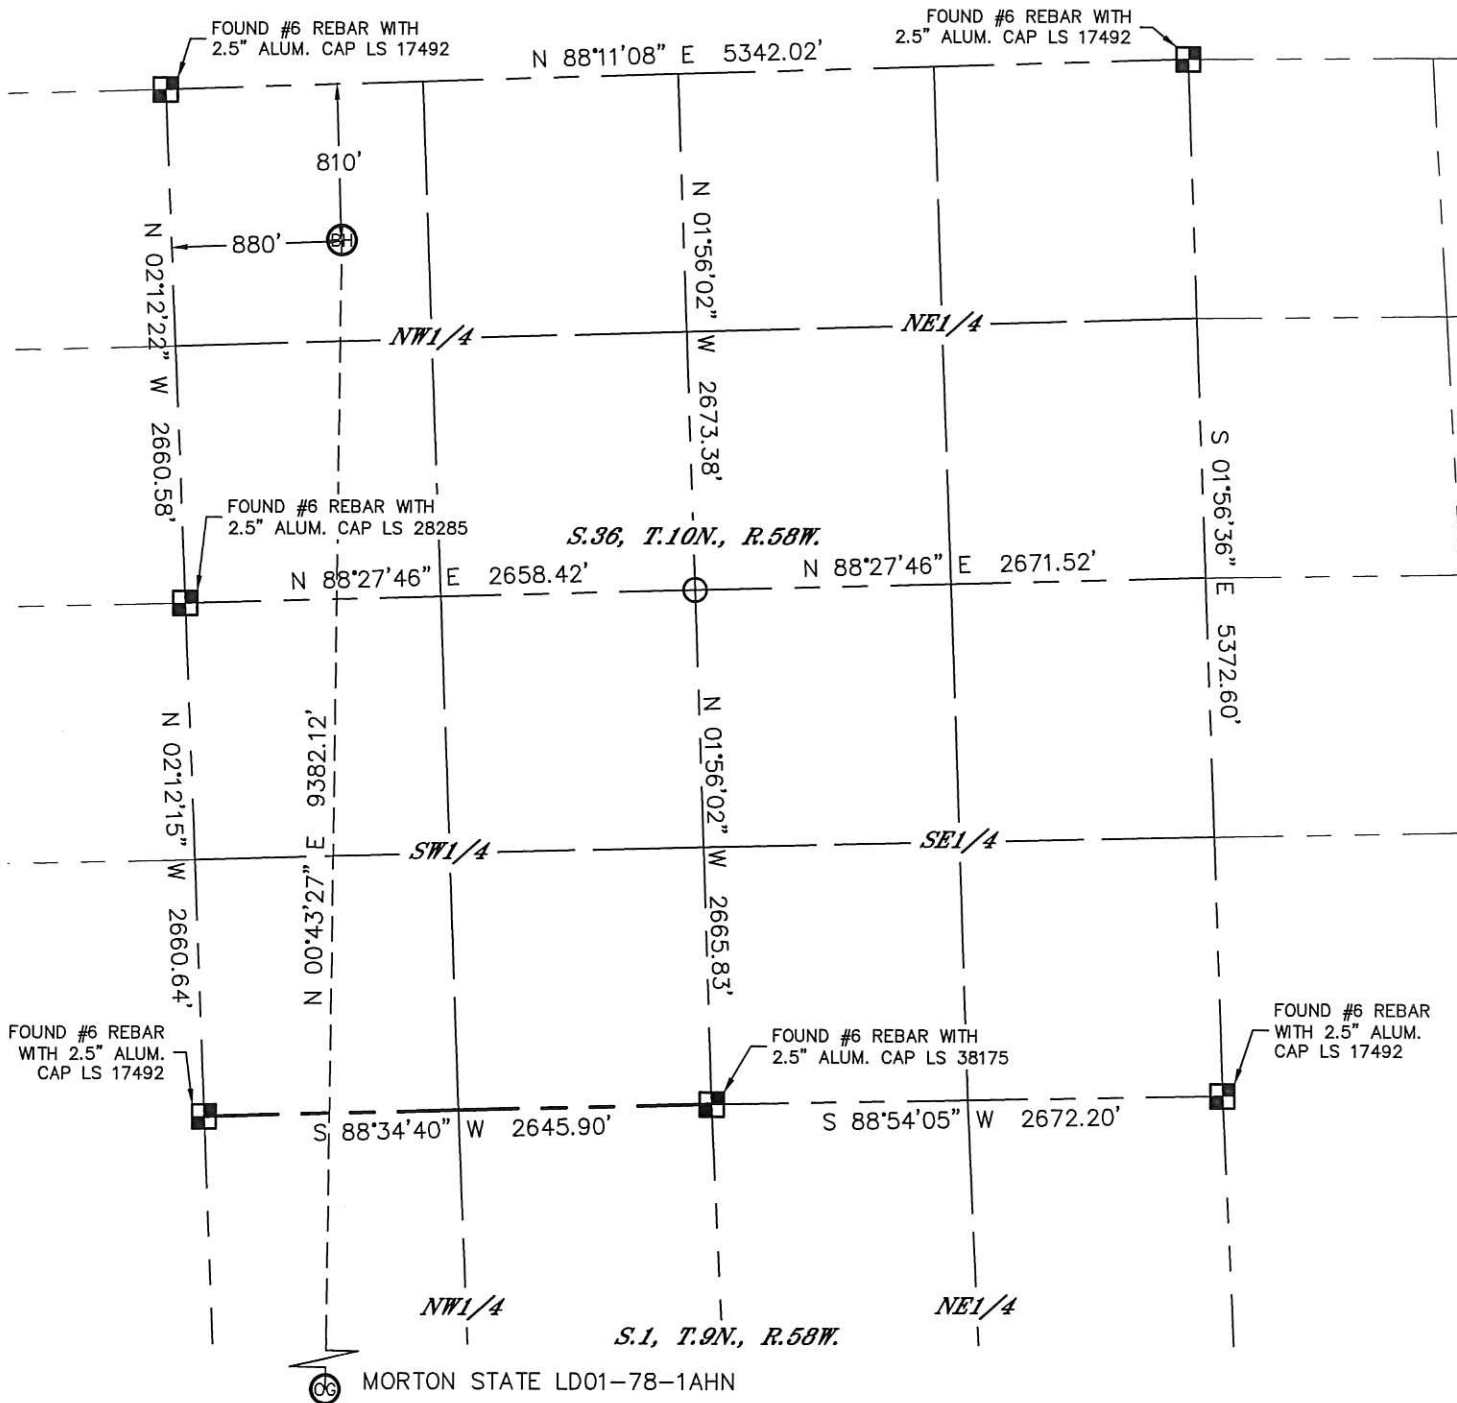 FOUND #6 REBAR WITH
2.5" ALUM. CAP LS 17492
FOUND #6 REBAR WITH
2.5" ALUM. CAP LS 17492
N 88°11'08" E 5342.02'
810'
880'
BH
N 02°12'22" W 2660.58'
N 01°56'02" W 2673.38'
NW1/4
NE1/4
S 01°56'36" E 5372.60'
FOUND #6 REBAR WITH
2.5" ALUM. CAP LS 28285
S.36, T.10N., R.58W.
N 88°27'46" E 2658.42'
N 88°27'46" E 2671.52'
N 02°12'15" W 2660.64'
N 00°43'27" E 9382.12'
N 01°56'02" W 2665.83'
SW1/4
SE1/4
FOUND #6 REBAR
WITH 2.5" ALUM.
CAP LS 17492
FOUND #6 REBAR WITH
2.5" ALUM. CAP LS 38175
FOUND #6 REBAR
WITH 2.5" ALUM.
CAP LS 17492
S 88°34'40" W 2645.90'
S 88°54'05" W 2672.20'
NW1/4
NE1/4
S.1, T.9N., R.58W.
OG MORTON STATE LD01-78-1AHN